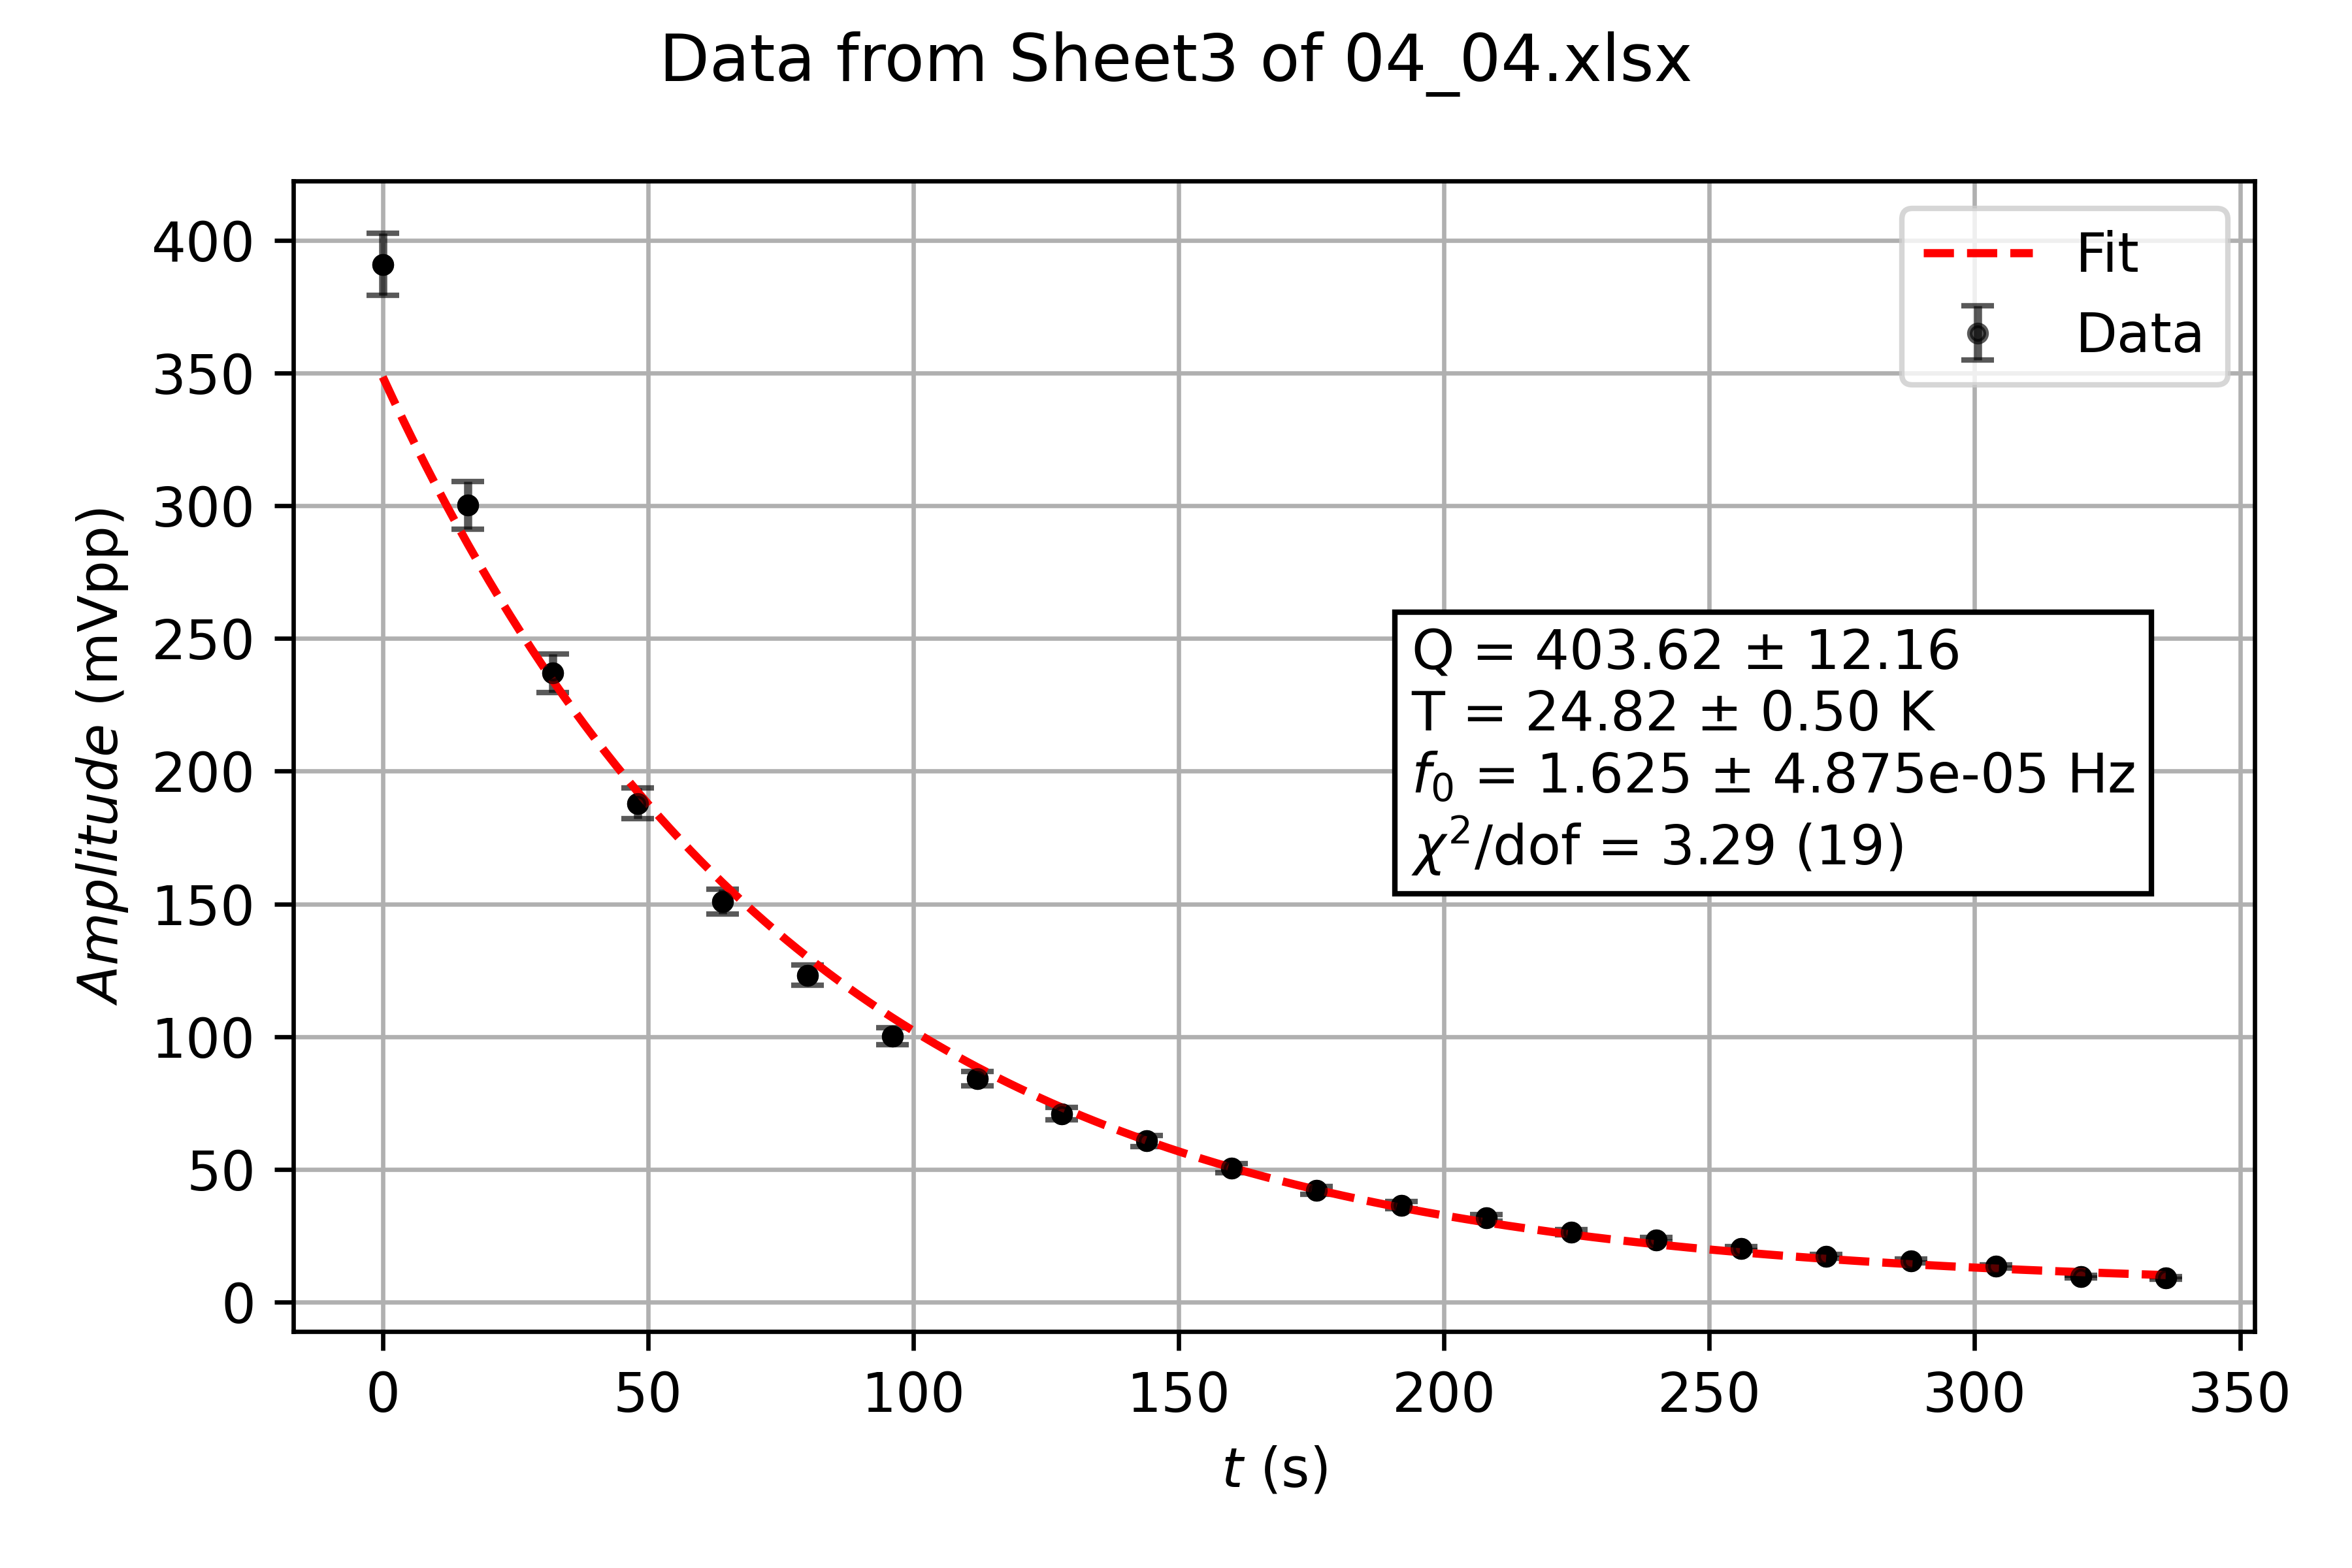 Data from Sheet3 of 04_04.xlsx
Amplitude (mVpp)
400
350
300
250
200
150
100
50
0
Fit
Data
Q = 403.62 ± 12.16
T = 24.82 ± 0.50 K
f₀ = 1.625 ± 4.875e-05 Hz
χ²/dof = 3.29 (19)
0 50 100 150 200 250 300 350
t (s)